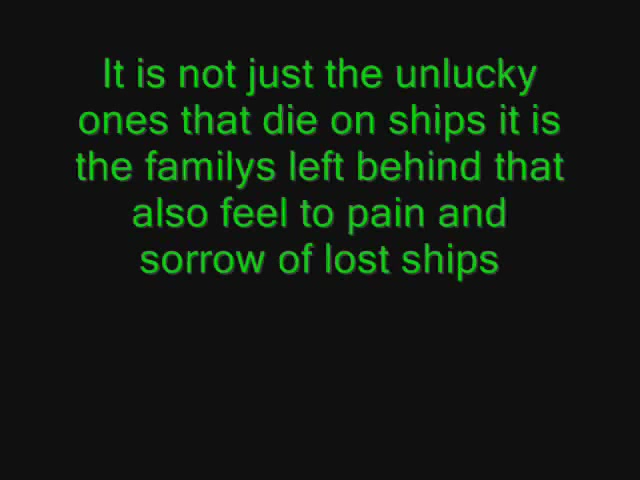 It is not just the unlucky
ones that die on ships it is
the familys left behind that
also feel to pain and
sorrow of lost ships